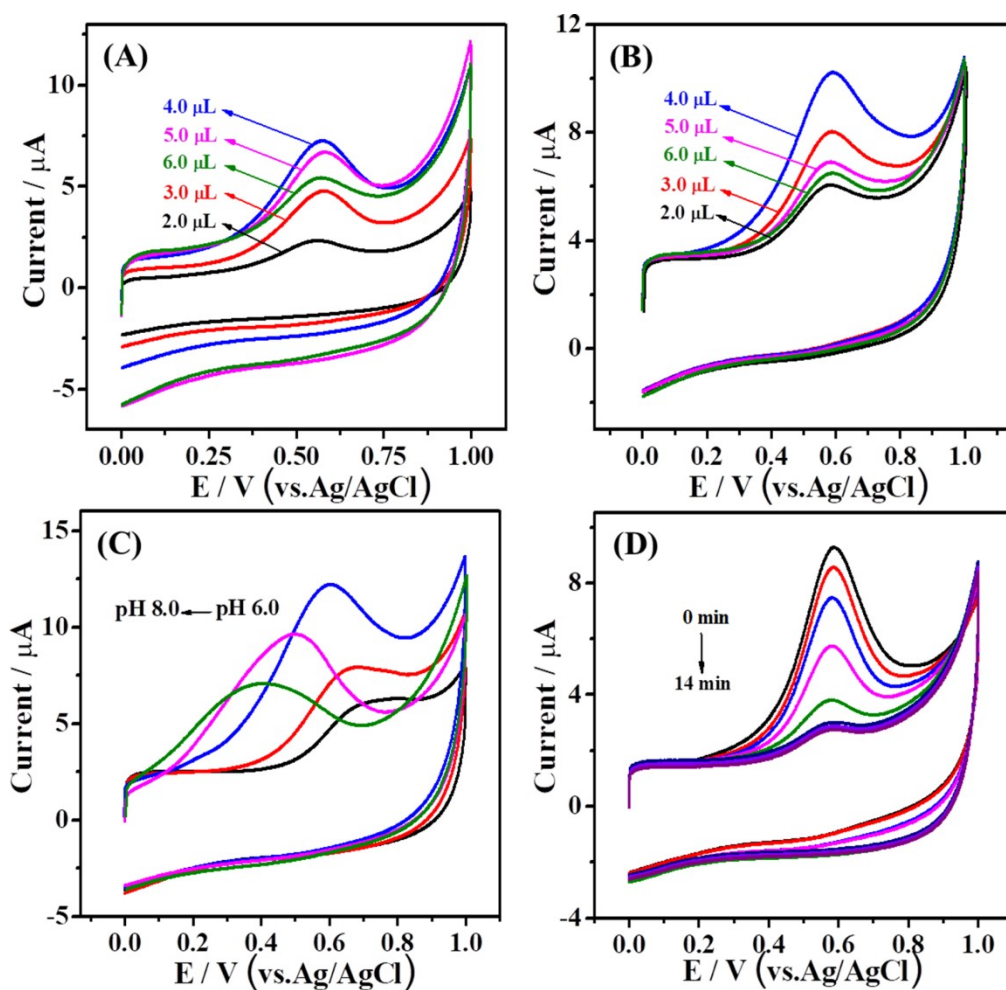 (A)
4.0 μL
5.0 μL
6.0 μL
3.0 μL
2.0 μL
10
5
0
-5
0.00 0.25 0.50 0.75 1.00
Current / μA
E / V (vs.Ag/AgCl)
(B)
4.0 μL
5.0 μL
6.0 μL
3.0 μL
2.0 μL
12
8
4
0
0.0 0.2 0.4 0.6 0.8 1.0
Current / μA
E / V (vs.Ag/AgCl)
(C)
pH 8.0 pH 6.0
15
10
5
0
-5
0.0 0.2 0.4 0.6 0.8 1.0
Current / μA
E / V (vs.Ag/AgCl)
(D)
0 min
14 min
8
4
0
-4
0.0 0.2 0.4 0.6 0.8 1.0
Current / μA
E / V (vs.Ag/AgCl)